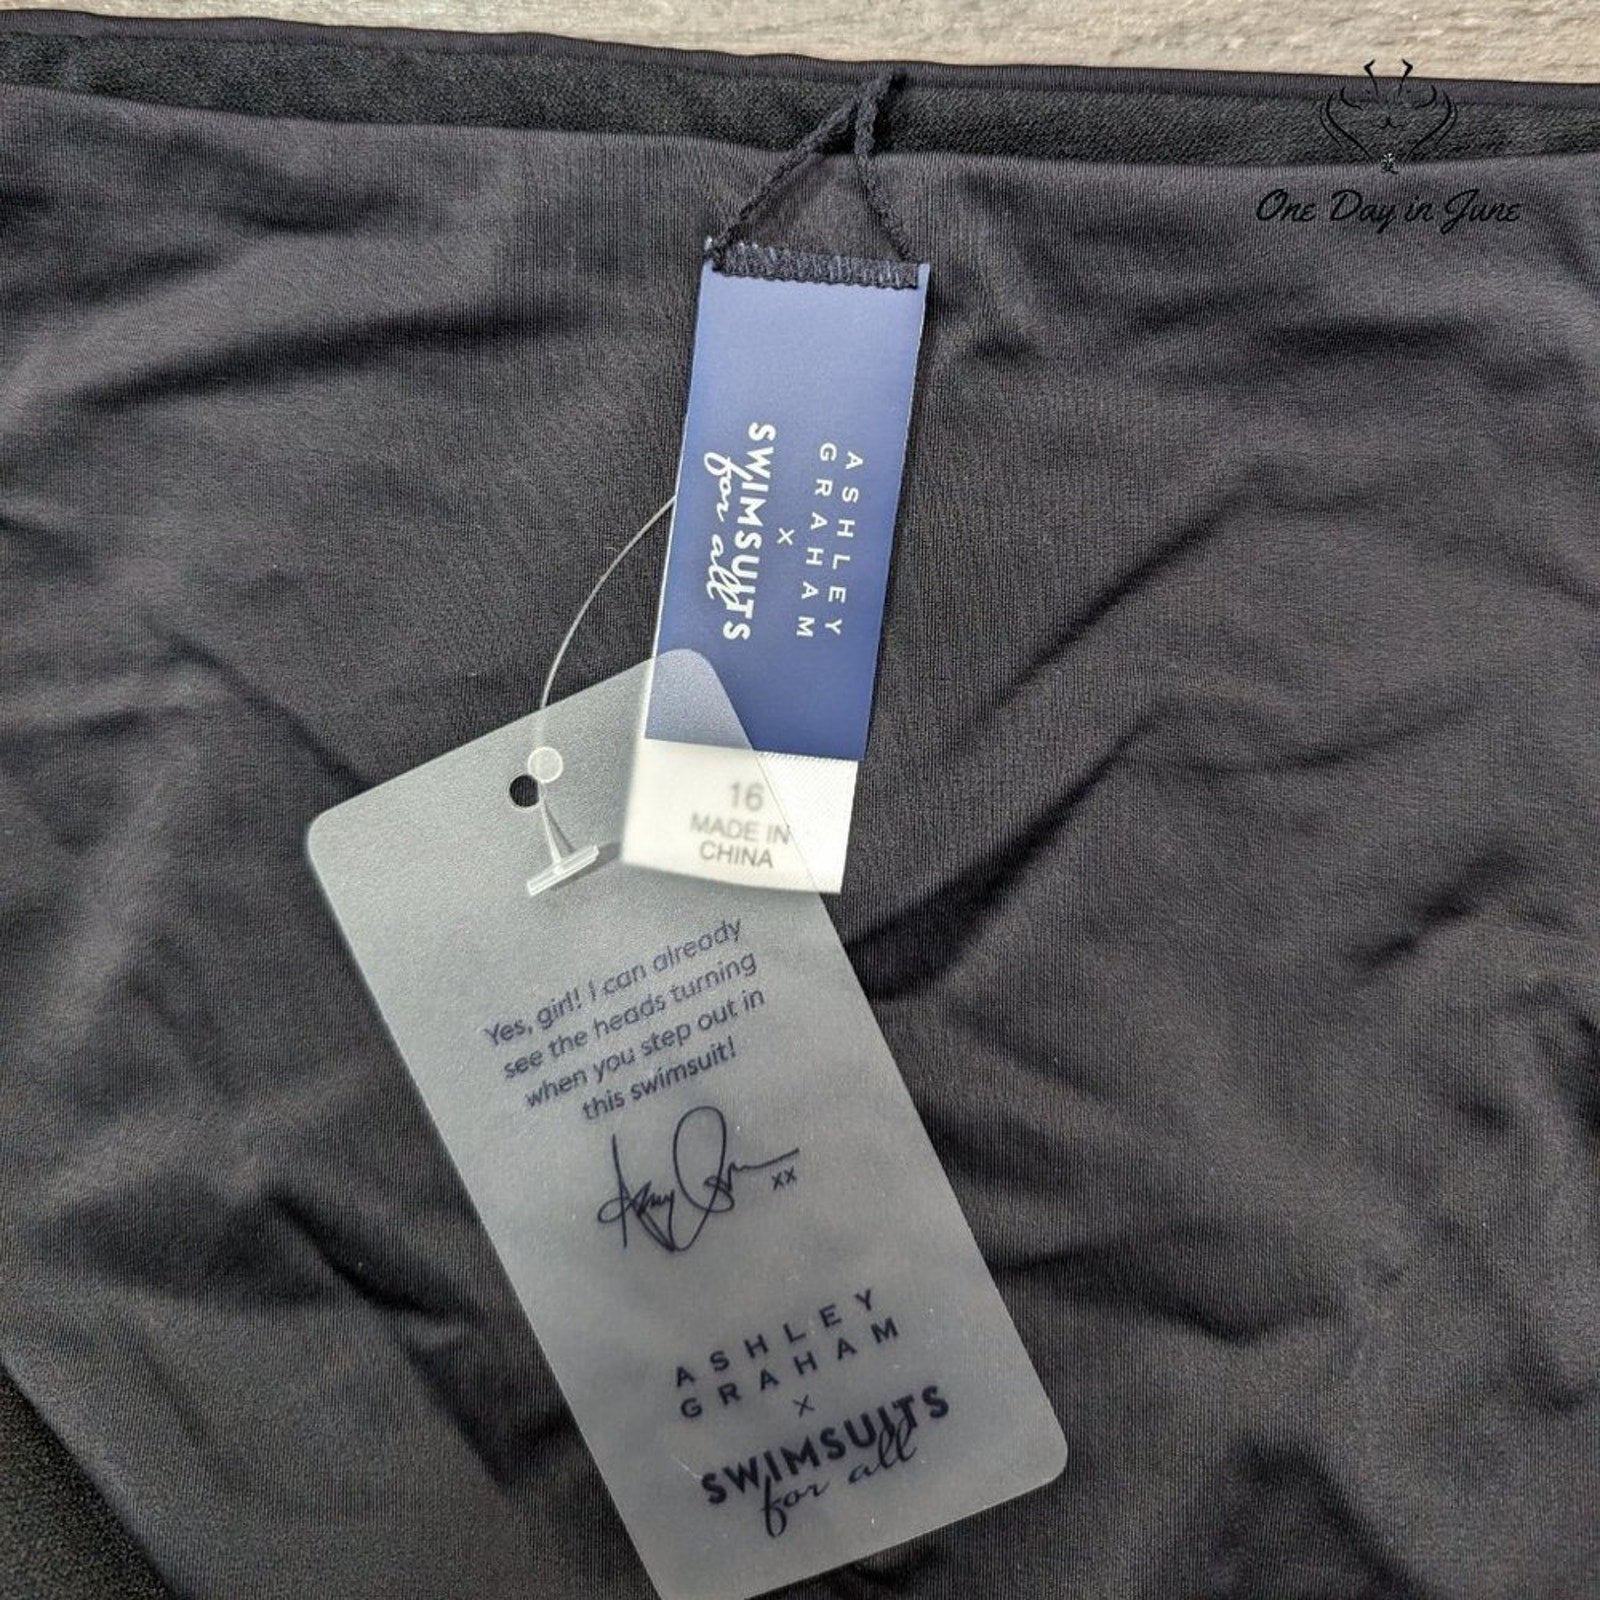 One Day in June
ASHLEY
GRAHAM
x
SWIMSUITS
for all
16
MADE IN
CHINA
Yes, girl! I can already
see the heads turning
when you step out in
this swimsuit!
xx
ASHLEY
GRAHAM
x
SWIMSUITS
for all